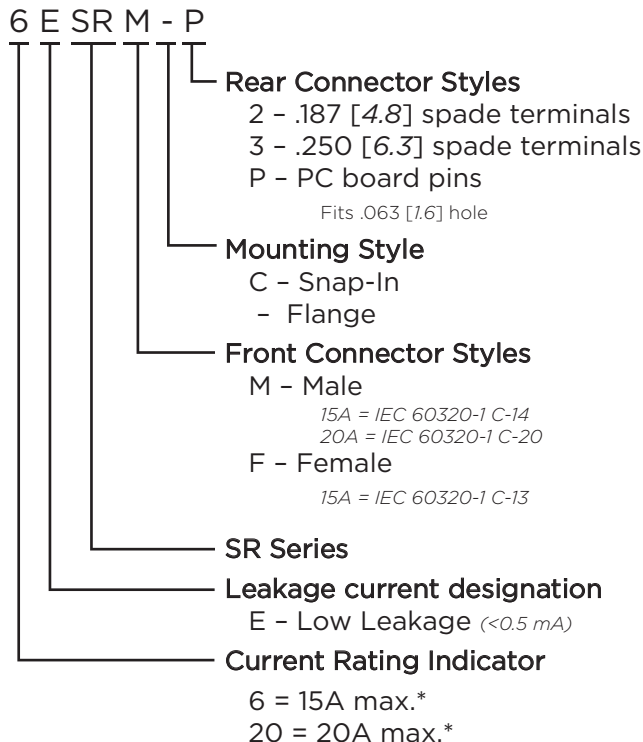 6 E SR M - P
Rear Connector Styles
2 – .187 [4.8] spade terminals
3 – .250 [6.3] spade terminals
P – PC board pins
Fits .063 [1.6] hole
Mounting Style
C – Snap-In
– Flange
Front Connector Styles
M – Male
15A = IEC 60320-1 C-14
20A = IEC 60320-1 C-20
F – Female
15A = IEC 60320-1 C-13
SR Series
Leakage current designation
E – Low Leakage (<0.5 mA)
Current Rating Indicator
6 = 15A max.*
20 = 20A max.*